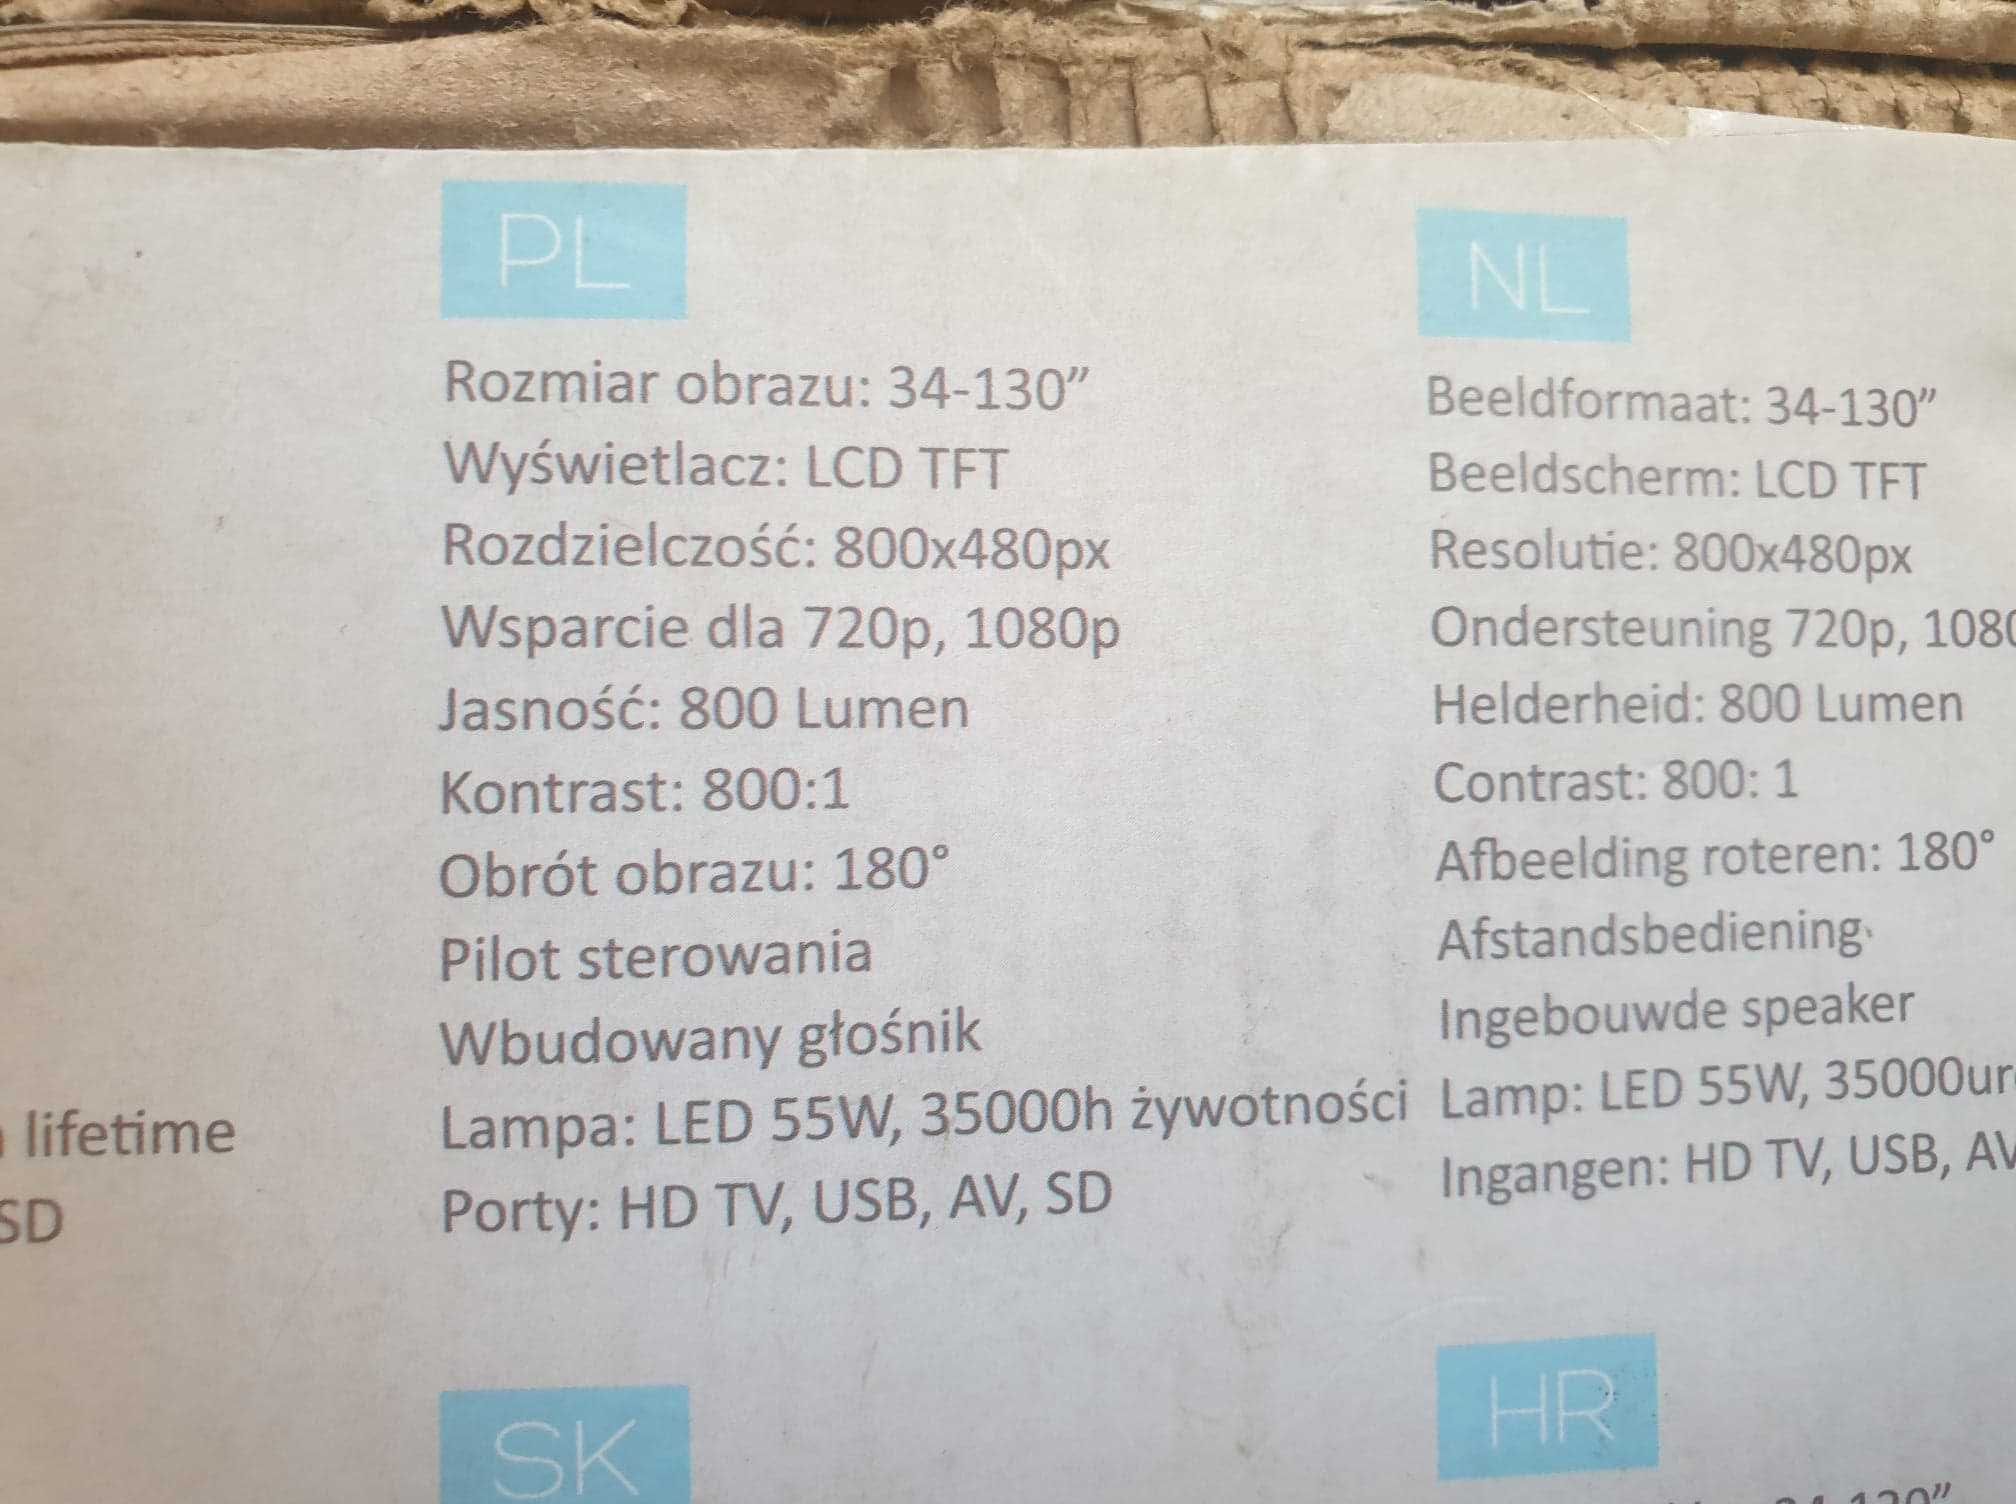 lifetime
SD
PL
Rozmiar obrazu: 34-130”
Wyświetlacz: LCD TFT
Rozdzielczość: 800x480px
Wsparcie dla 720p, 1080p
Jasność: 800 Lumen
Kontrast: 800:1
Obrót obrazu: 180°
Pilot sterowania
Wbudowany głośnik
Lampa: LED 55W, 35000h żywotności
Porty: HD TV, USB, AV, SD
NL
Beeldformaat: 34-130”
Beeldscherm: LCD TFT
Resolutie: 800x480px
Ondersteuning 720p, 1080
Helderheid: 800 Lumen
Contrast: 800: 1
Afbeelding roteren: 180°
Afstandsbediening
Ingebouwde speaker
Lamp: LED 55W, 35000ur
Ingangen: HD TV, USB, AV
SK
HR